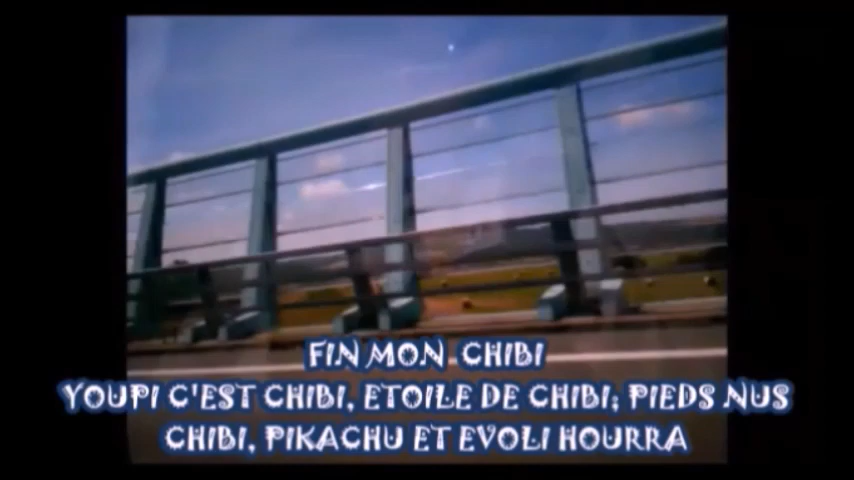 FIN MON CHIBI
YOUPI C'EST CHIBI, ETOILE DE CHIBI; PIEDS NUS
CHIBI, PIKACHU ET EVOLI HOURRA